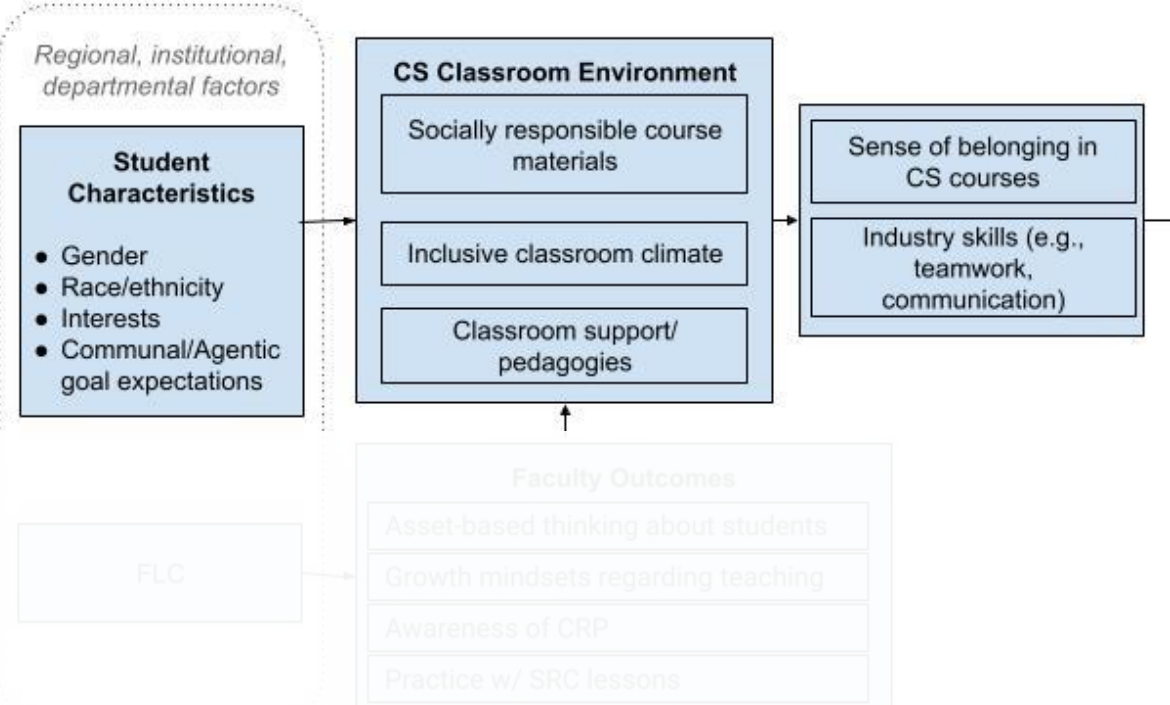 Regional, institutional,
departmental factors
Student
Characteristics
● Gender
● Race/ethnicity
● Interests
● Communal/Agentic
goal expectations
CS Classroom Environment
Socially responsible course
materials
Inclusive classroom climate
Classroom support/
pedagogies
Sense of belonging in
CS courses
Industry skills (e.g.,
teamwork,
communication)
FLC
Faculty Outcomes
Asset-based thinking about students
Growth mindsets regarding teaching
Awareness of CRP
Practice w/ SRC lessons